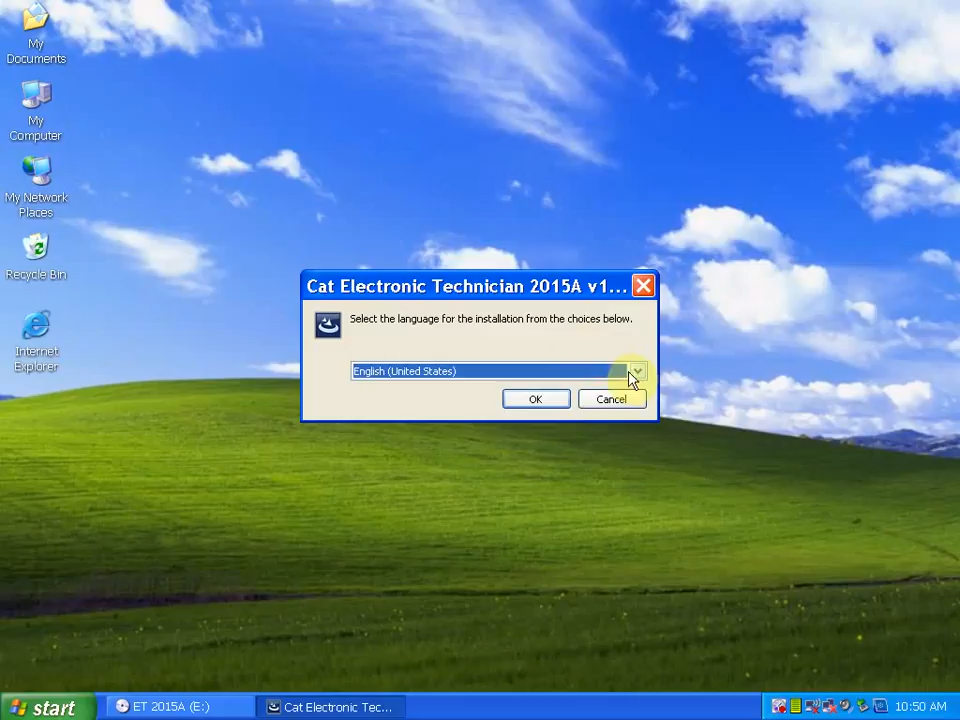 My
Documents
My
Computer
My Network
Places
Recycle Bin
Internet
Explorer
Cat Electronic Technician 2015A v1...
Select the language for the installation from the choices below.
English (United States)
OK
Cancel
start
ET 2015A (E:)
Cat Electronic Tec...
10:50 AM